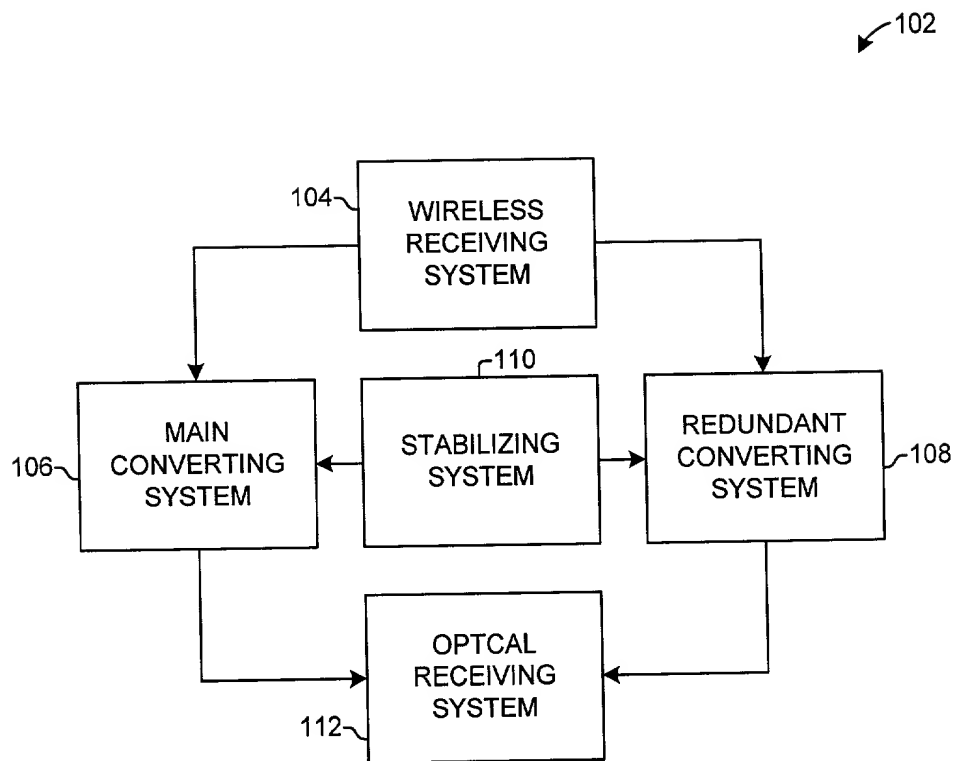 102
104
WIRELESS
RECEIVING
SYSTEM
110
106
MAIN
CONVERTING
SYSTEM
STABILIZING
SYSTEM
REDUNDANT
CONVERTING
SYSTEM
108
OPTCAL
RECEIVING
SYSTEM
112